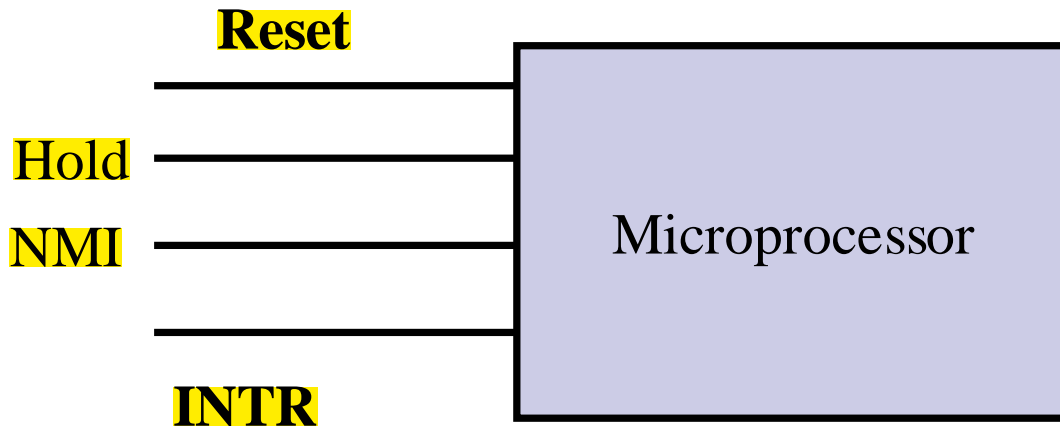 Reset
Hold
NMI
Microprocessor
INTR